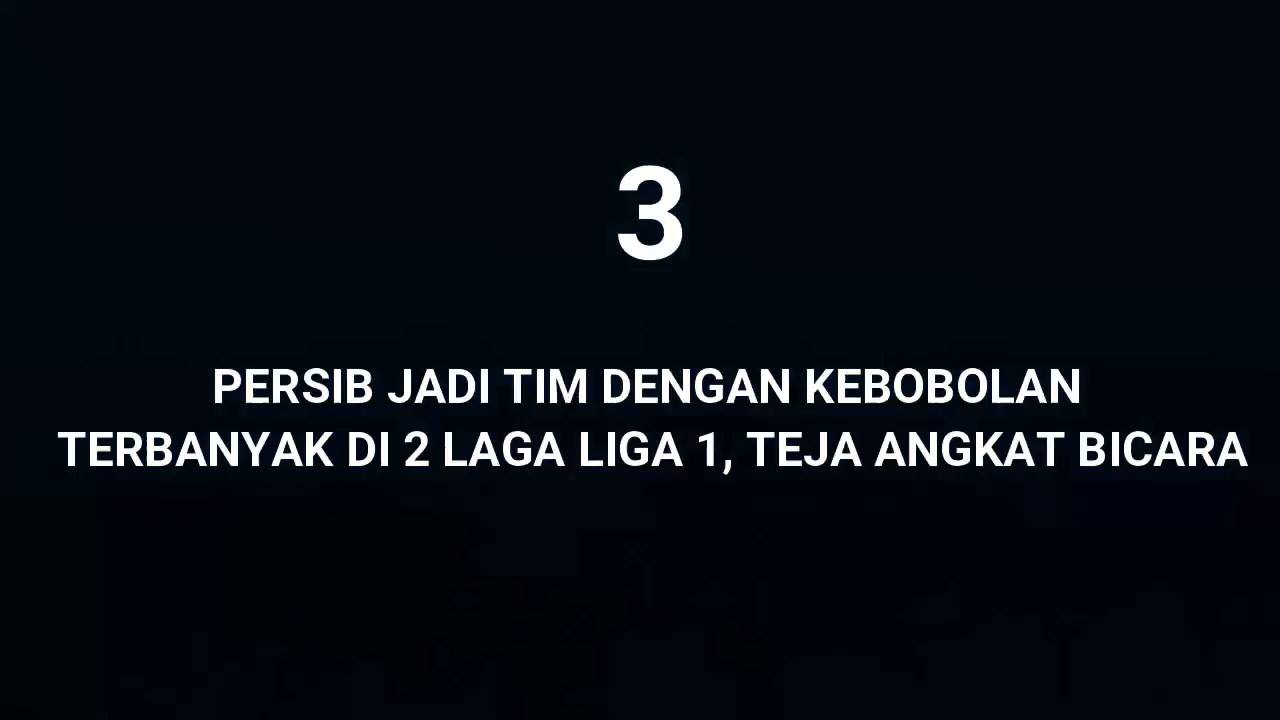 3
PERSIB JADI TIM DENGAN KEBOBOLAN
TERBANYAK DI 2 LAGA LIGA 1, TEJA ANGKAT BICARA